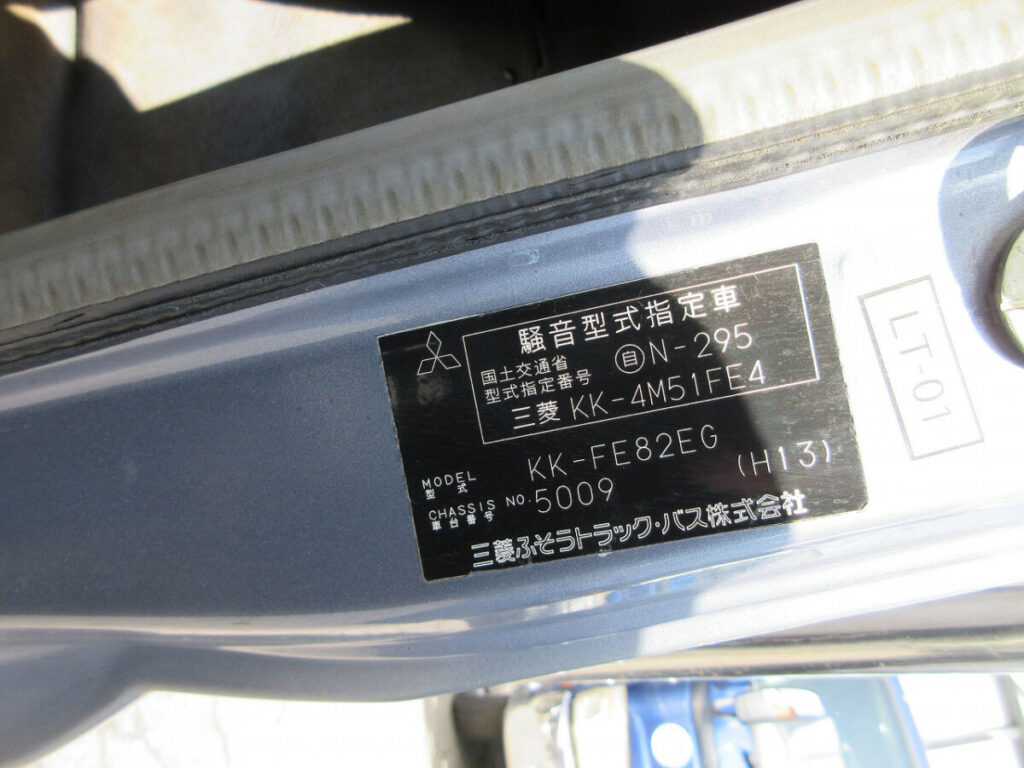 騒音型式指定車
国土交通省
型式指定番号
自 N-295
三菱 KK-4M51FE4
MODEL
型式
KK-FE82EG
(H13)
CHASSIS NO.
車台番号
5009
三菱ふそうトラック・バス株式会社
LT-01